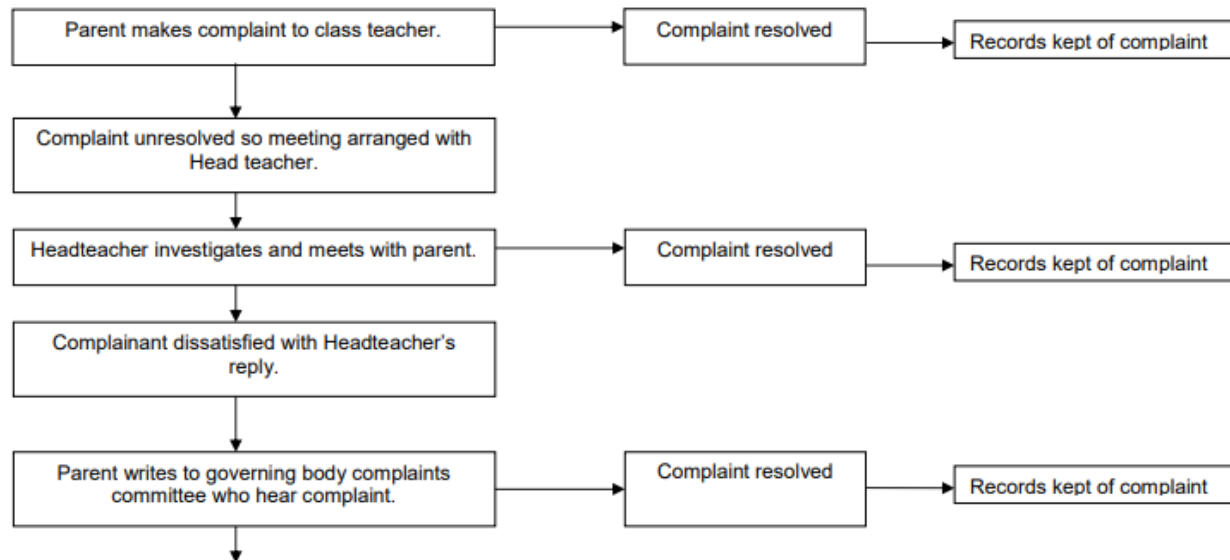 Parent makes complaint to class teacher.
Complaint resolved
Records kept of complaint
Complaint unresolved so meeting arranged with
Head teacher.
Headteacher investigates and meets with parent.
Complaint resolved
Records kept of complaint
Complainant dissatisfied with Headteacher's
reply.
Parent writes to governing body complaints
committee who hear complaint.
Complaint resolved
Records kept of complaint